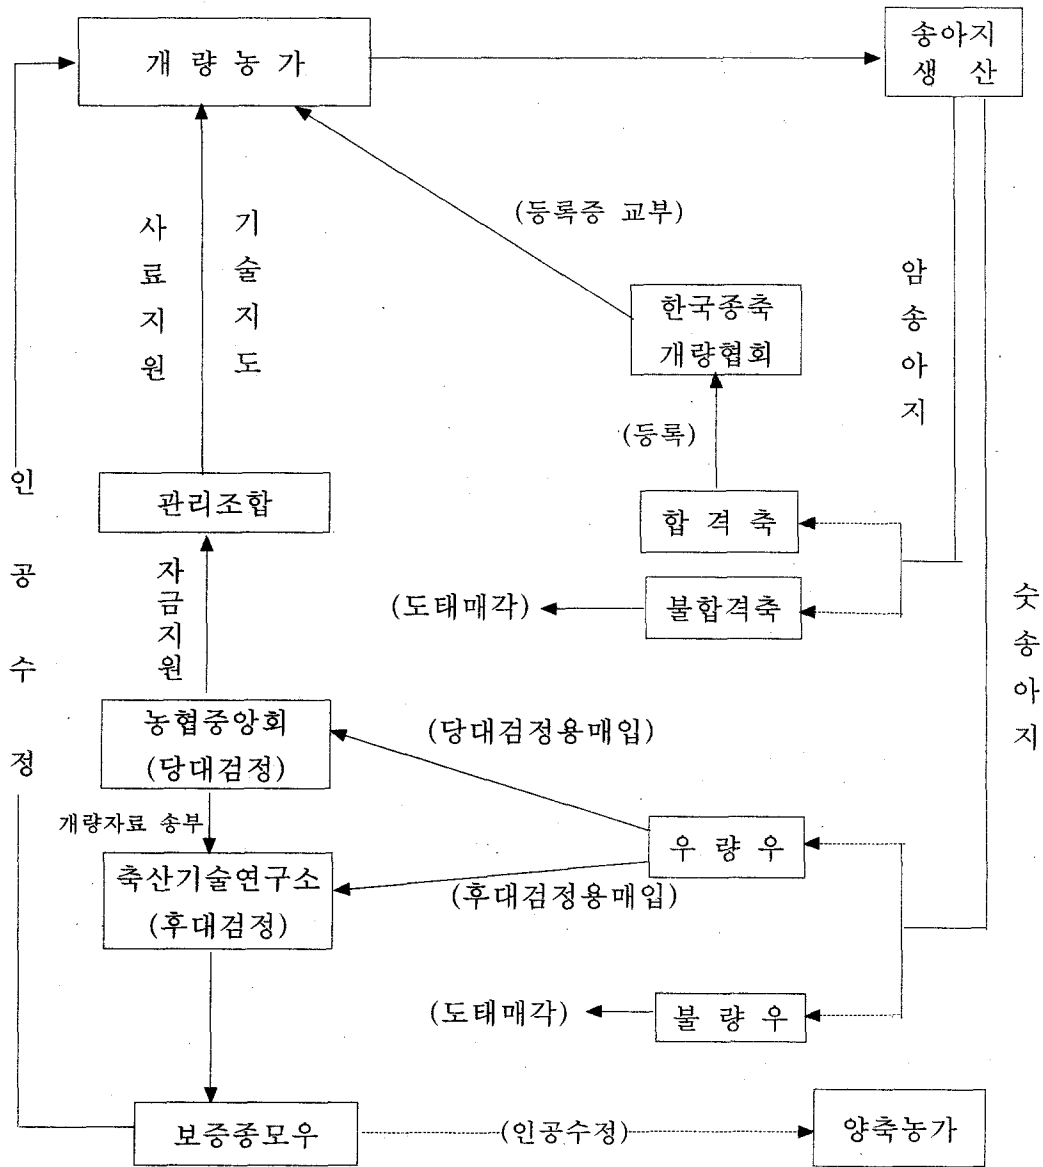 개 량 농 가
송아지
생 산
(등록증 교부)
사료지원
기술지도
한국종축
개량협회
암송아지
(등록)
인공수정
관리조합
합 격 축
자금지원
(도태매각)
불합격축
숫송아지
농협중앙회
(당대검정)
(당대검정용매입)
개량자료 송부
우 량 우
축산기술연구소
(후대검정)
(후대검정용매입)
(도태매각)
불 량 우
보증종모우
(인공수정)
양축농가